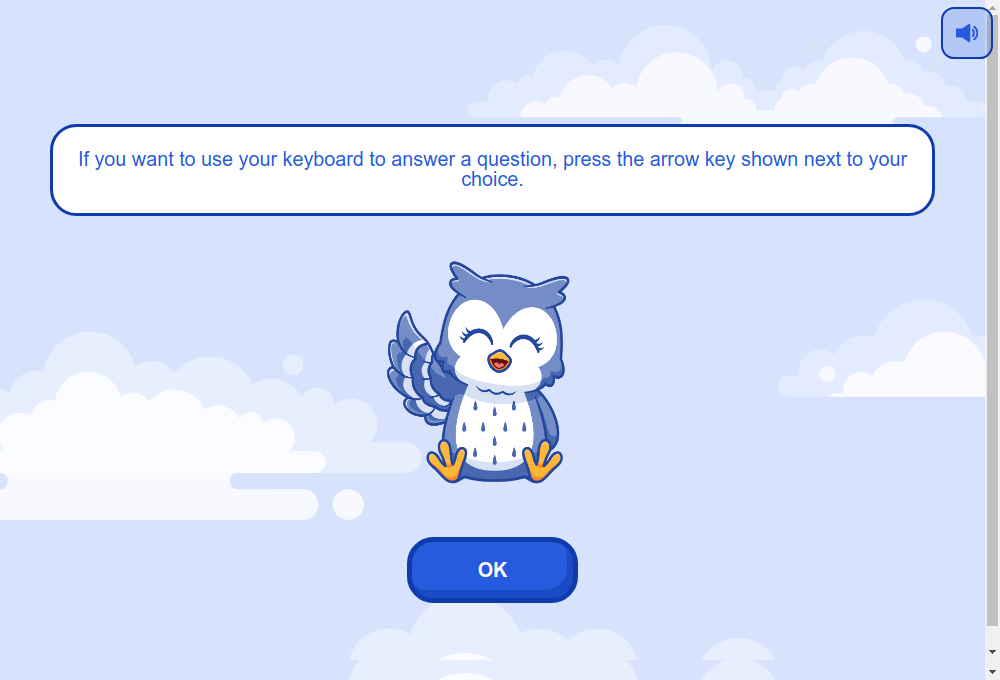 If you want to use your keyboard to answer a question, press the arrow key shown next to your
choice.
OK